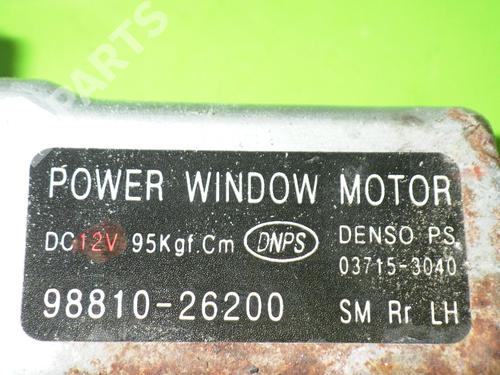 PARTS
POWER WINDOW MOTOR
DC12V 95Kgf.Cm DNPS DENSO PS
03715-3040
98810-26200 SM Rr LH